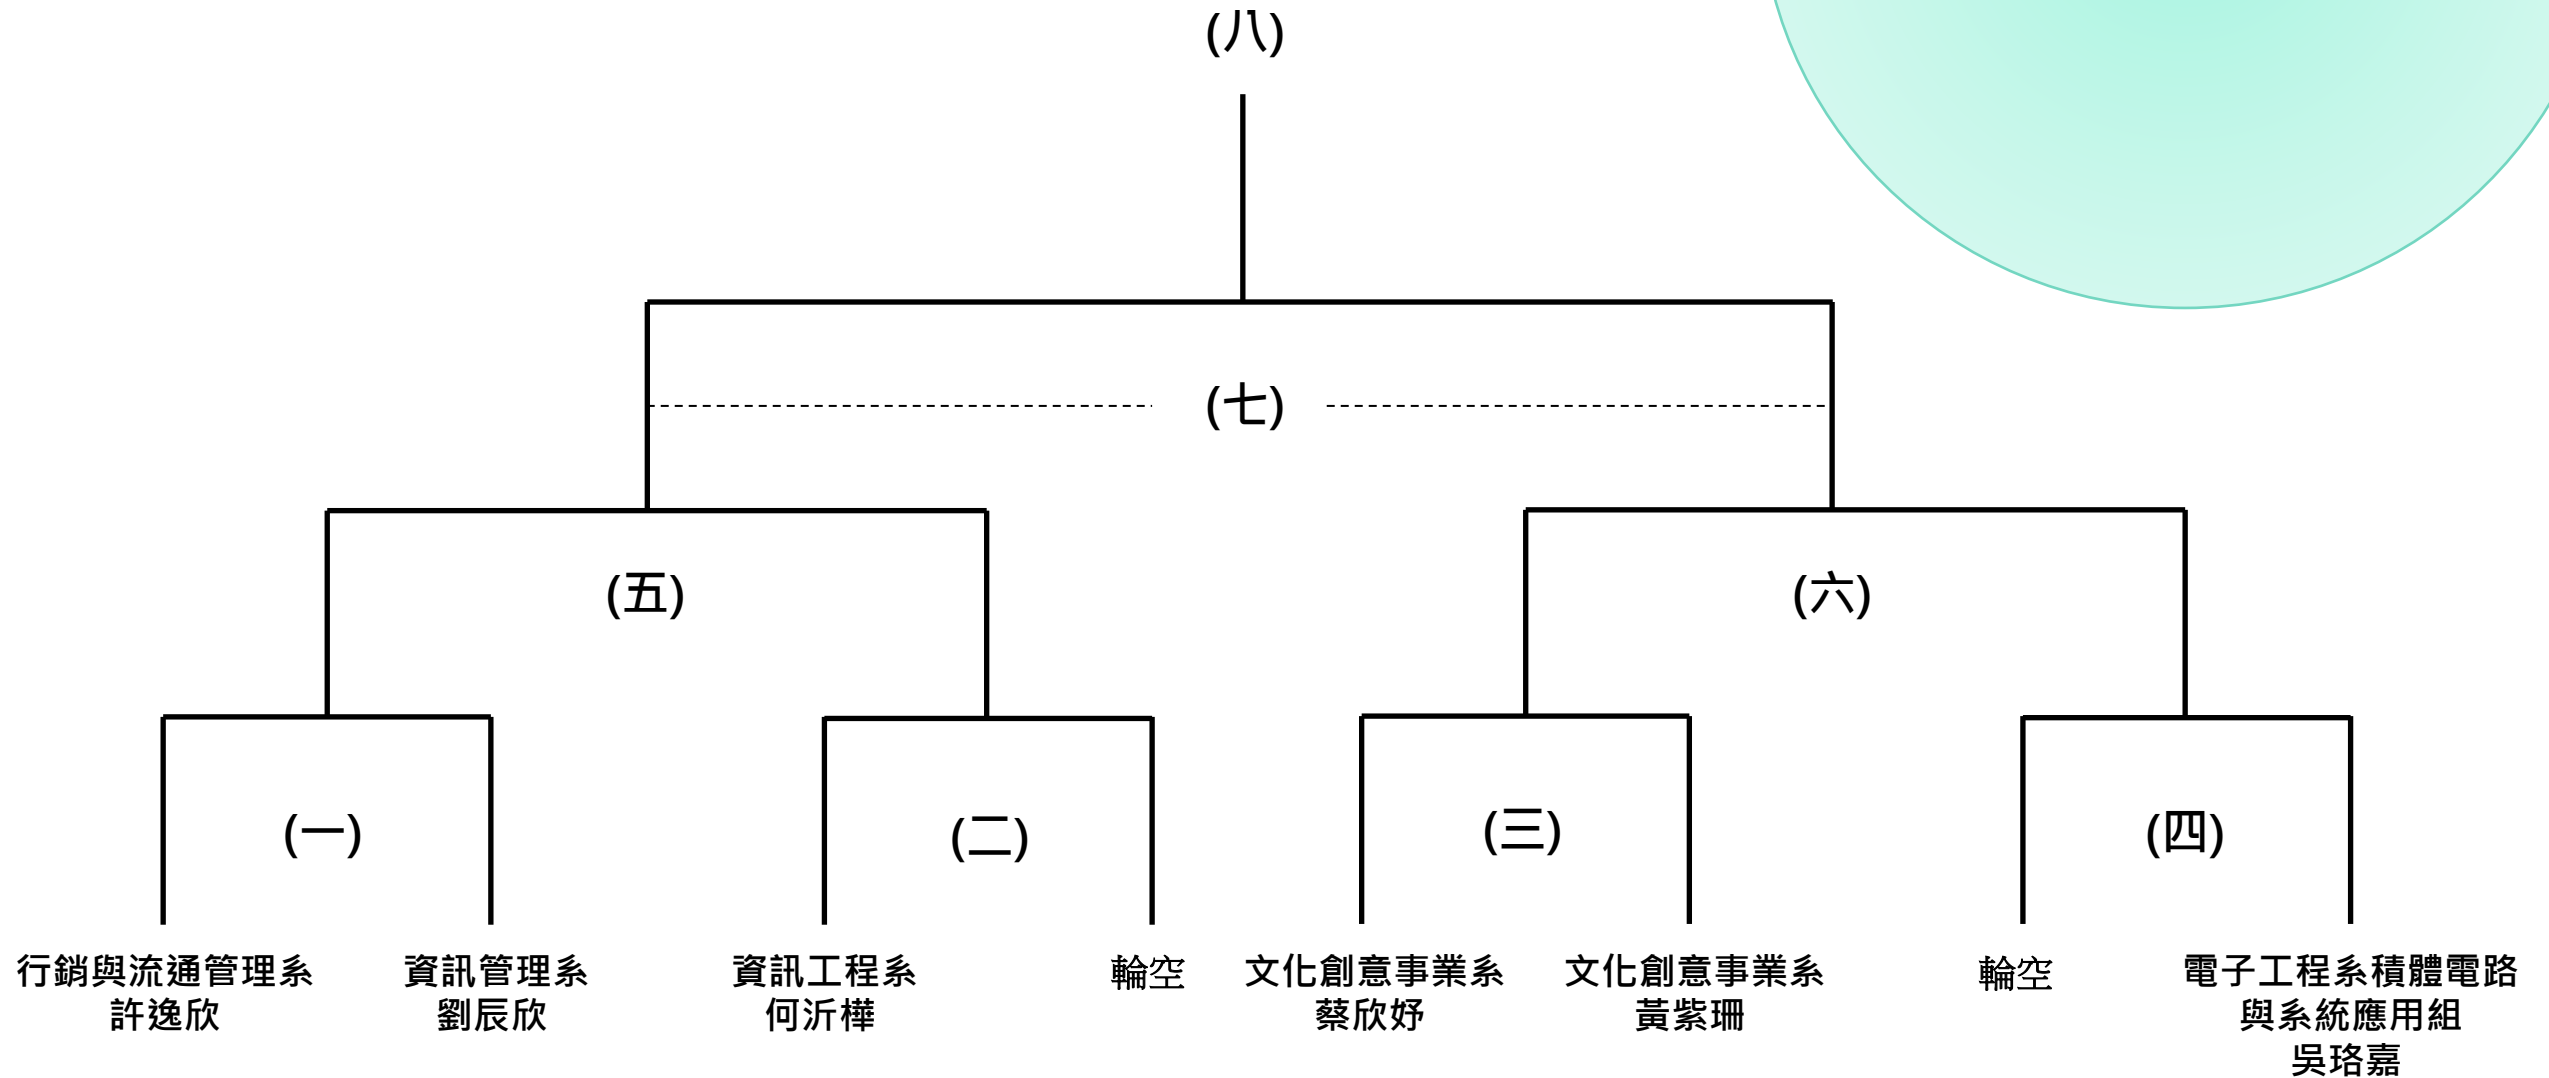 (八)
(七)
(五)
(六)
(一)
(二)
(三)
(四)
行銷與流通管理系
許逸欣
資訊管理系
劉辰欣
資訊工程系
何沂樺
輪空
文化創意事業系
蔡欣妤
文化創意事業系
黃紫珊
輪空
電子工程系積體電路
與系統應用組
吳珞嘉